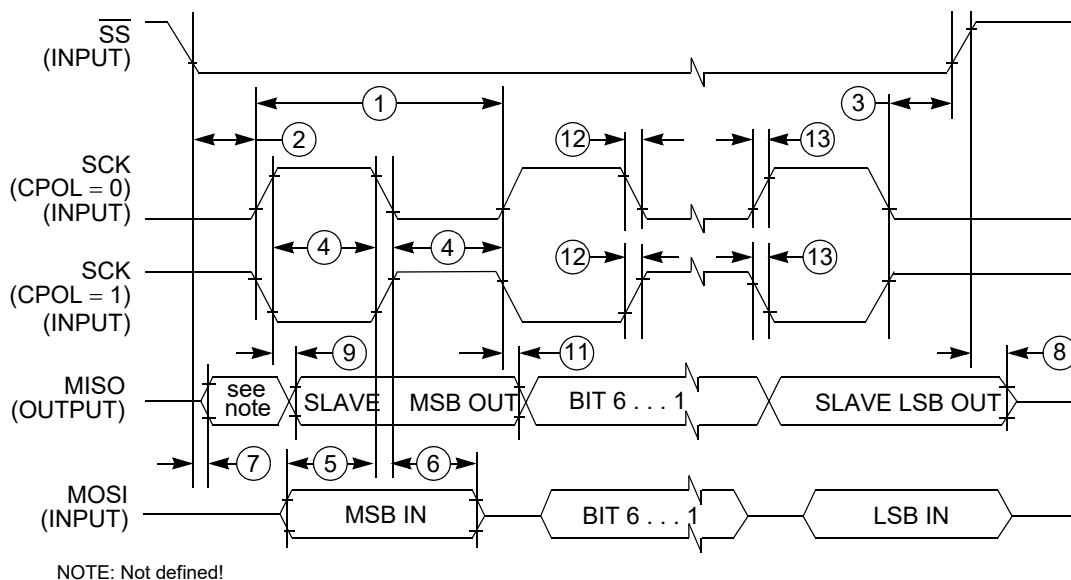 SS
(INPUT)
1
3
2
12
13
SCK
(CPOL = 0)
(INPUT)
4
4
SCK
(CPOL = 1)
(INPUT)
12
13
9
11
8
MISO
(OUTPUT)
see
note
SLAVE
MSB OUT
BIT 6 . . . 1
SLAVE LSB OUT
7
5
6
MOSI
(INPUT)
MSB IN
BIT 6 . . . 1
LSB IN
NOTE: Not defined!